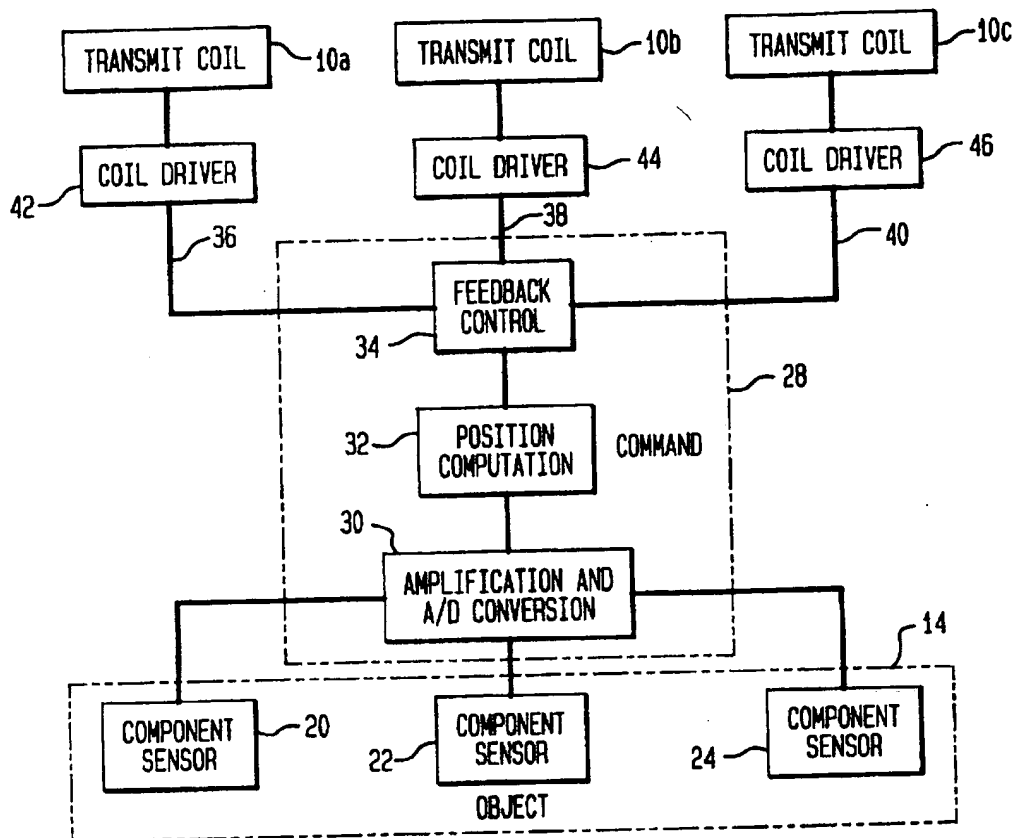 TRANSMIT COIL
10a
TRANSMIT COIL
10b
TRANSMIT COIL
10c
COIL DRIVER
42
COIL DRIVER
44
COIL DRIVER
46
36
38
40
FEEDBACK
CONTROL
34
28
32
POSITION
COMPUTATION
COMMAND
30
AMPLIFICATION AND
A/D CONVERSION
14
COMPONENT
SENSOR
20
COMPONENT
SENSOR
22
COMPONENT
SENSOR
24
OBJECT